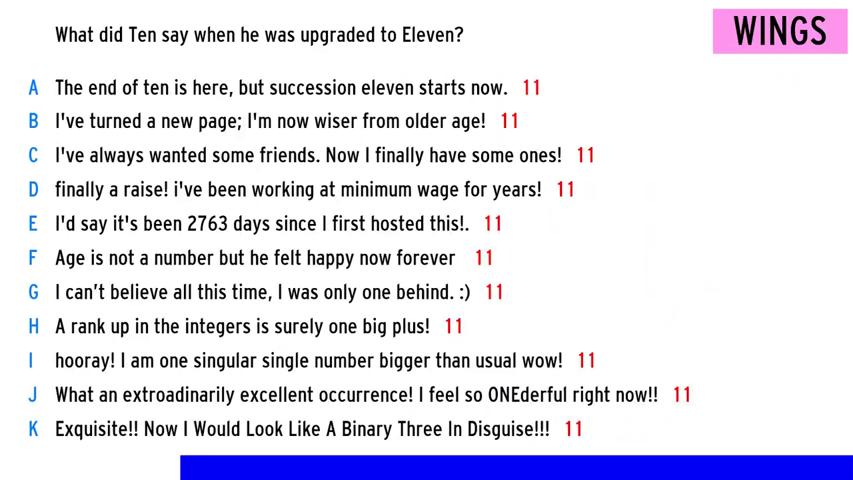 What did Ten say when he was upgraded to Eleven?
WINGS
A The end of ten is here, but succession eleven starts now. 11
B I've turned a new page; I'm now wiser from older age! 11
C I've always wanted some friends. Now I finally have some ones! 11
D finally a raise! i've been working at minimum wage for years! 11
E I'd say it's been 2763 days since I first hosted this!. 11
F Age is not a number but he felt happy now forever 11
G I can’t believe all this time, I was only one behind. :) 11
H A rank up in the integers is surely one big plus! 11
I hooray! I am one singular single number bigger than usual wow! 11
J What an extroadinarily excellent occurrence! I feel so ONEderful right now!! 11
K Exquisite!! Now I Would Look Like A Binary Three In Disguise!!! 11